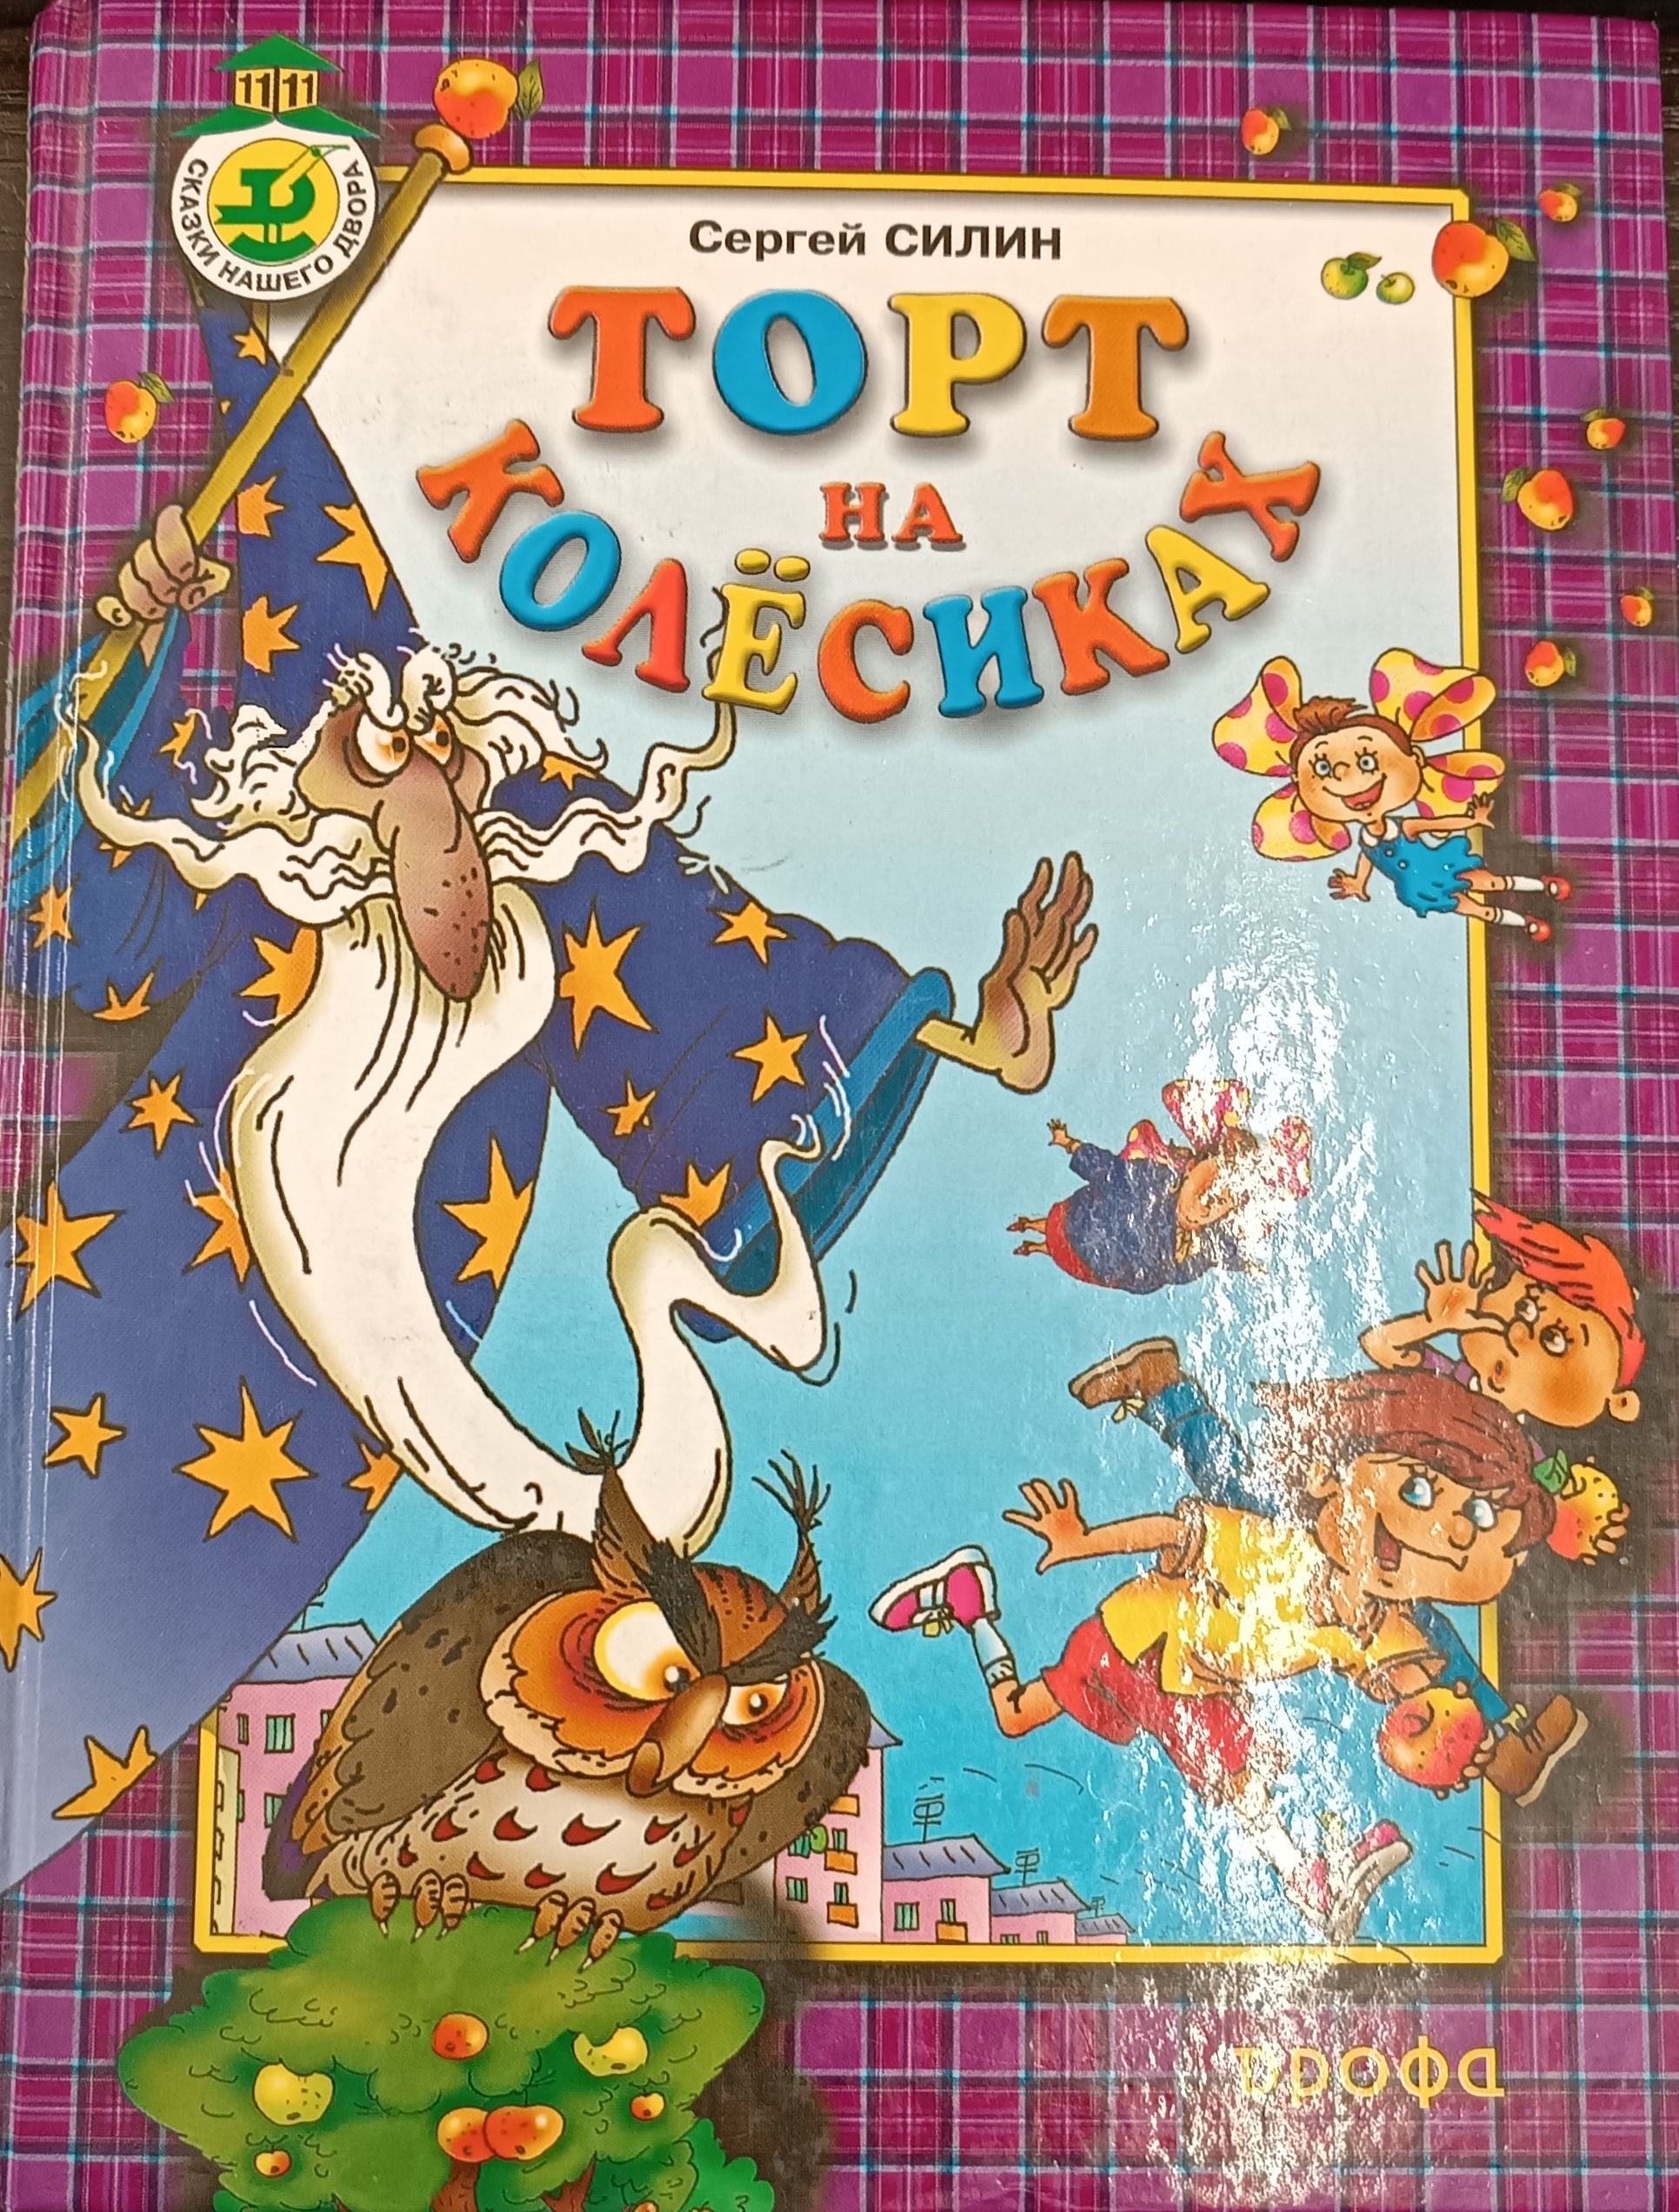 11 11
СКАЗКИ НАШЕГО ДВОРА
Сергей СИЛИН
ТОРТ
НА
КОЛЁСИКАХ
дрофа